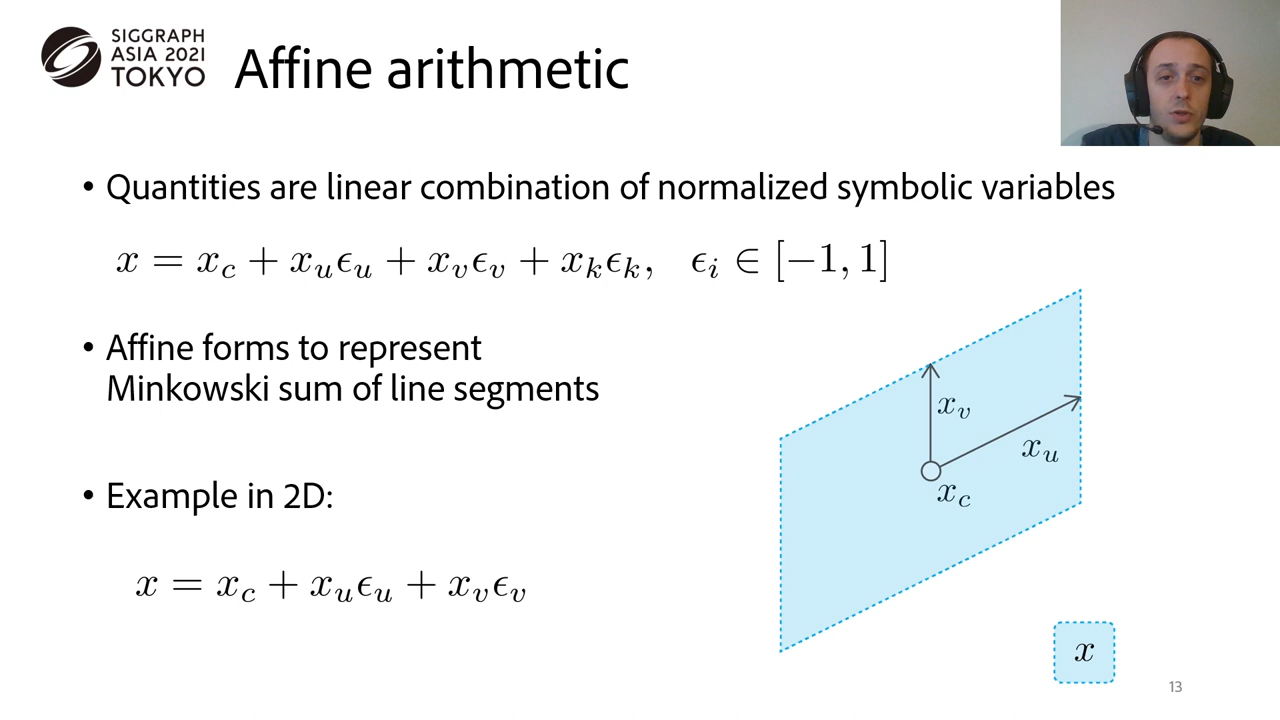 SIGGRAPH
ASIA 2021
TOKYO
Affine arithmetic
• Quantities are linear combination of normalized symbolic variables
x = x_c + x_u ϵ_u + x_v ϵ_v + x_k ϵ_k, ϵ_i ∈ [−1, 1]
• Affine forms to represent
Minkowski sum of line segments
• Example in 2D:
x = x_c + x_u ϵ_u + x_v ϵ_v
x_v
x_u
x_c
x
13